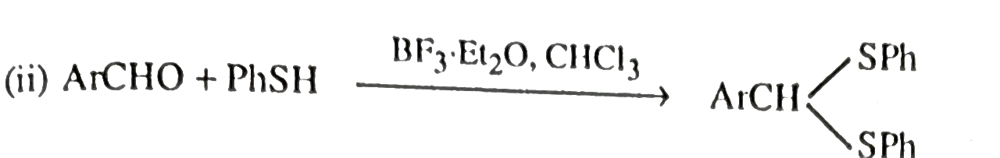 BF₃·Et₂O, CHCl₃
(ii) ArCHO + PhSH → ArCH
SPh
SPh